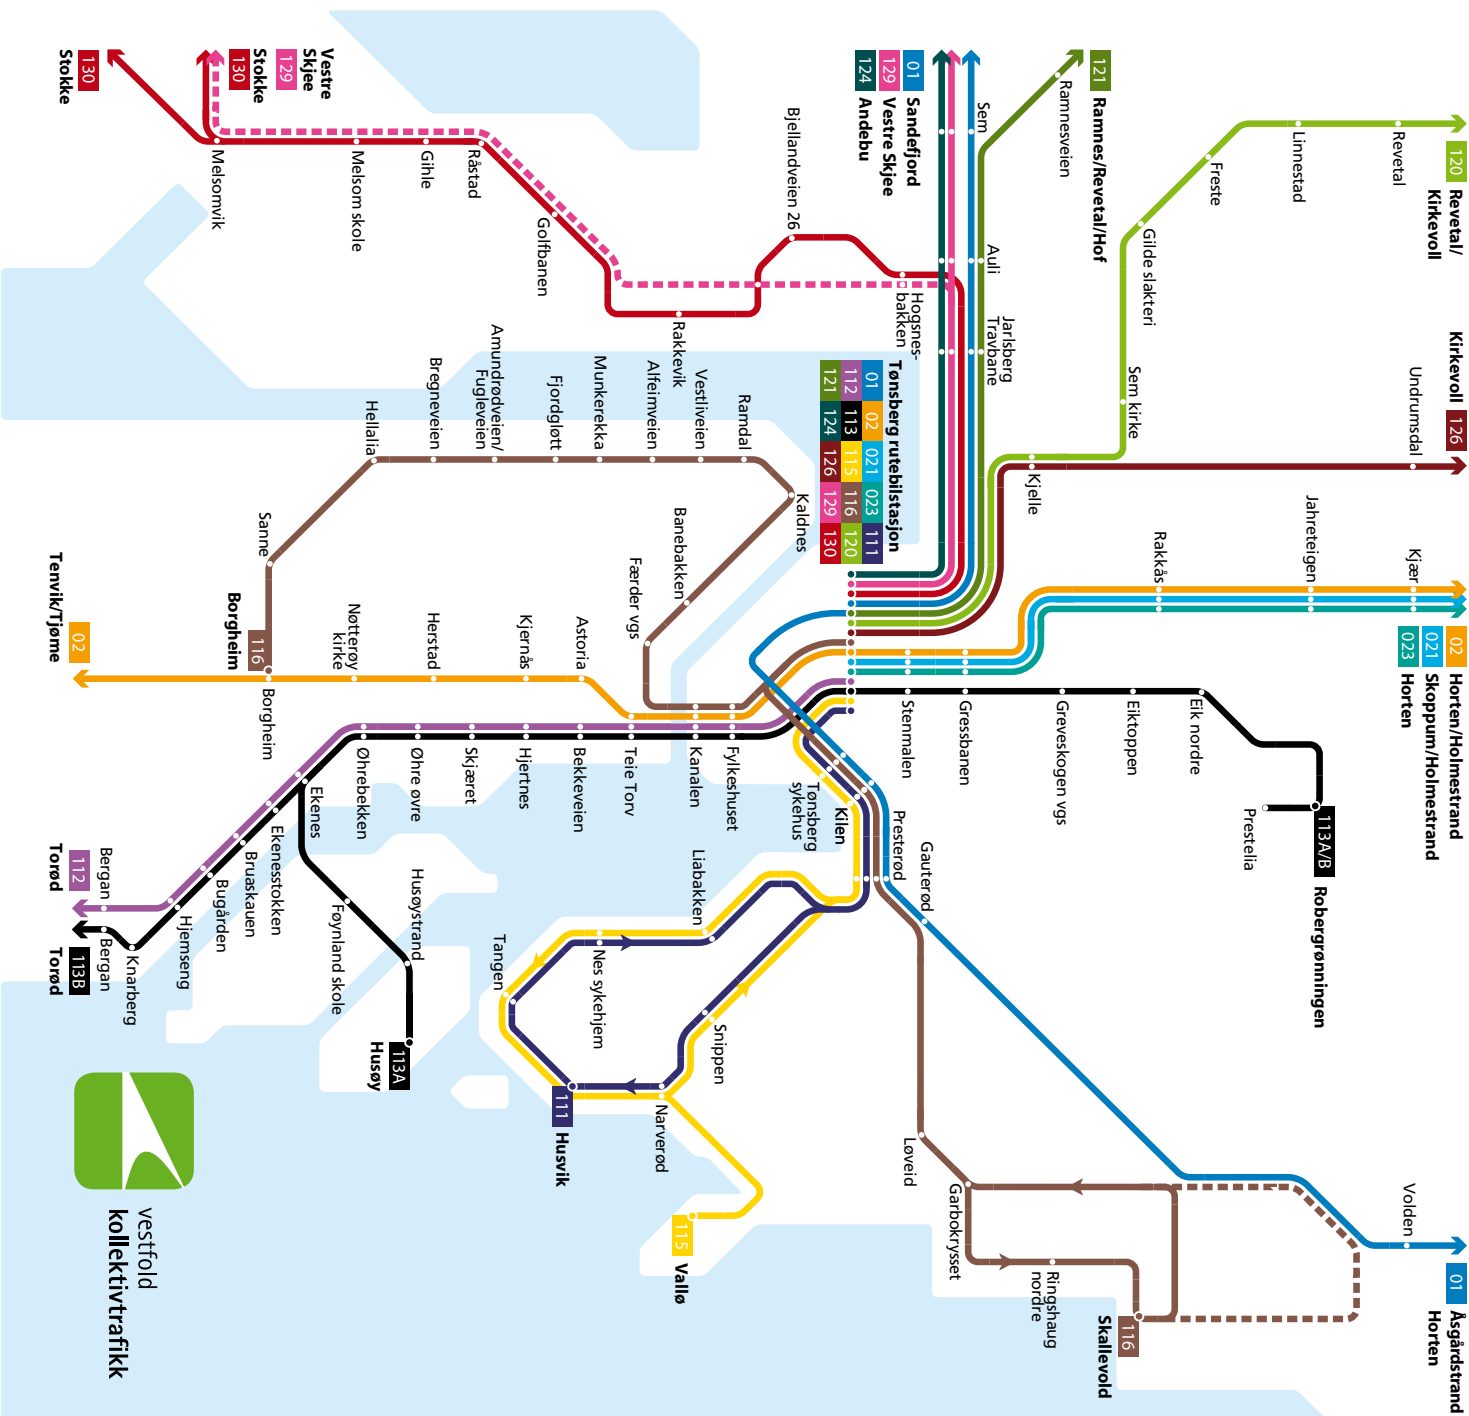 120 Revetal/
Kirkevoll
Revetal
Linnestad
Freste
Gilde slakteri
Sem kirke
Kirkevoll 126
Undrumsdal
Kjelle
121 Ramnes/Revetal/Hof
Ramnesveien
01 Sandefjord
129 Vestre Skjee
124 Andebu
Sem
Auli
Jarlsberg
Travbane
Hogsnes-
bakken
Bjellandveien 26
Rakkevik
Golfbanen
Råstad
Gihle
Melsom skole
Melsomvik
Vestre
Skjee
129
130
Stokke
130
Stokke
Kjær
Jahreteigen
Rakkås
02 Horten/Holmestrand
021 Skoppum/Holmestrand
023 Horten
Tønsberg rutebilstasjon
01 02 021 023 111
112 113 115 116 120
121 124 126 129 130
Stenmalen
Gressbanen
Greveskogen vgs
Eiktoppen
Eik nordre
Prestelia
113A/B Robergrønningen
Kaldnes
Ramdal
Vestliveien
Alfeimveien
Munkerekka
Fjordgløtt
Amundrødveien/
Fugleveien
Bregneveien
Hellalia
Sanne
Borgheim 116
Banebakken
Færder vgs
Astoria
Kjernås
Herstad
Nøtterøy
kirke
Borgheim
Tenvik/Tjøme 02
Fylkeshuset
Kanalen
Teie Torv
Bekkeveien
Hjertnes
Skjæret
Øhre øvre
Øhrebekken
Ekenes
Ekenesstokken
Bruaskauen
Bugården
Hjemseng
Knarberg
Bergan
Torød 112
Bergan
Torød 113B
Føynland skole
Husøystrand
Husøy 113A
Tønsberg
sykehus
Kilen
Presterød
Gauterød
Liabakken
Nes sykehjem
Tangen
Snippen
Narverød
111 Husvik
115 Vallø
Løveid
Garbokrysset
Ringshaug
nordre
Skallevold 116
Volden
01 Åsgårdstrand
Horten
vestfold
kollektivtrafikk